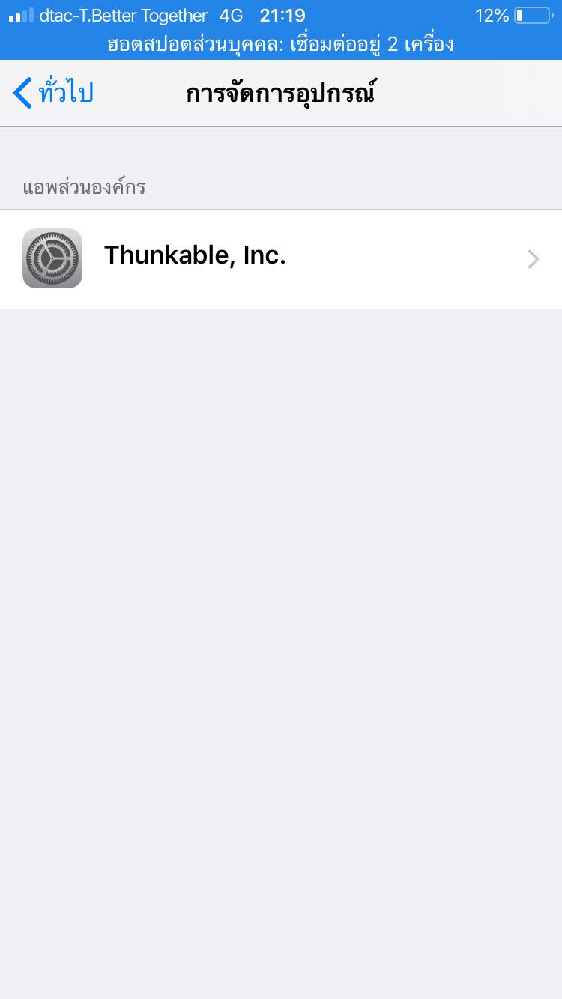 dtac-T.Better Together 4G 21:19 12%
ฮอตสปอตส่วนบุคคล: เชื่อมต่ออยู่ 2 เครื่อง
ทั่วไป การจัดการอุปกรณ์
แอพส่วนองค์กร
Thunkable, Inc.